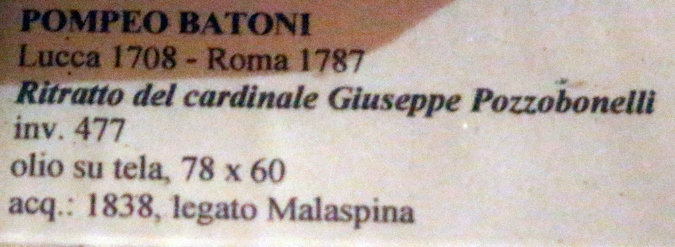 POMPEO BATONI
Lucca 1708 - Roma 1787
Ritratto del cardinale Giuseppe Pozzobonelli
inv. 477
olio su tela, 78 x 60
acq.: 1838, legato Malaspina